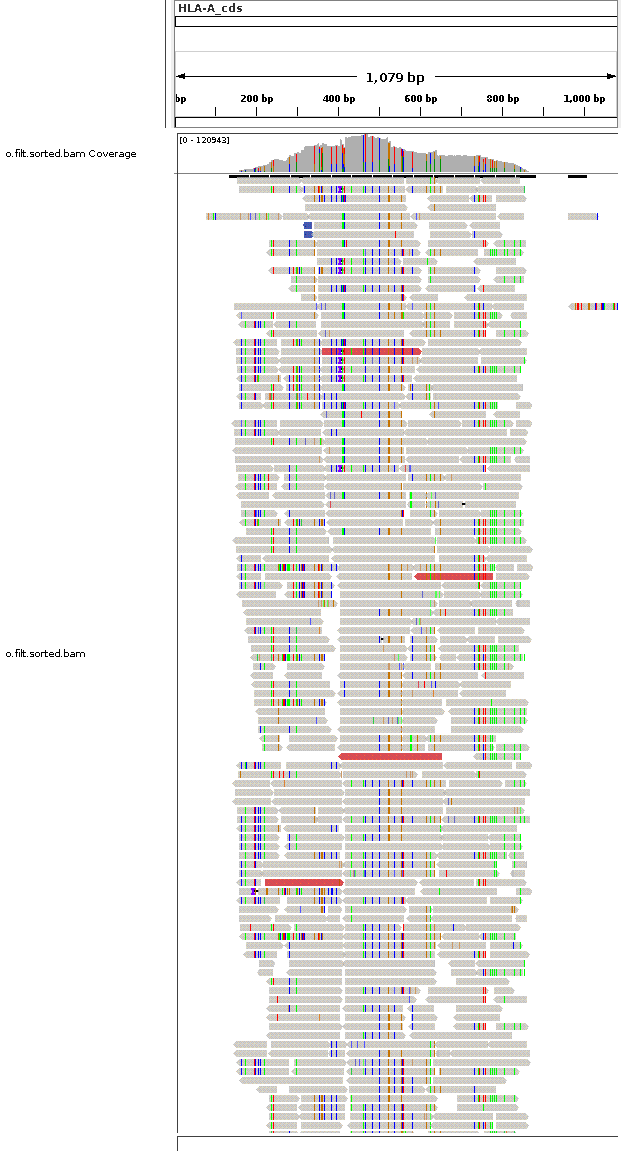 HLA-A_cds
1,079 bp
bp 200 bp 400 bp 600 bp 800 bp 1,000 bp
[0 - 120943]
o.filt.sorted.bam Coverage
o.filt.sorted.bam